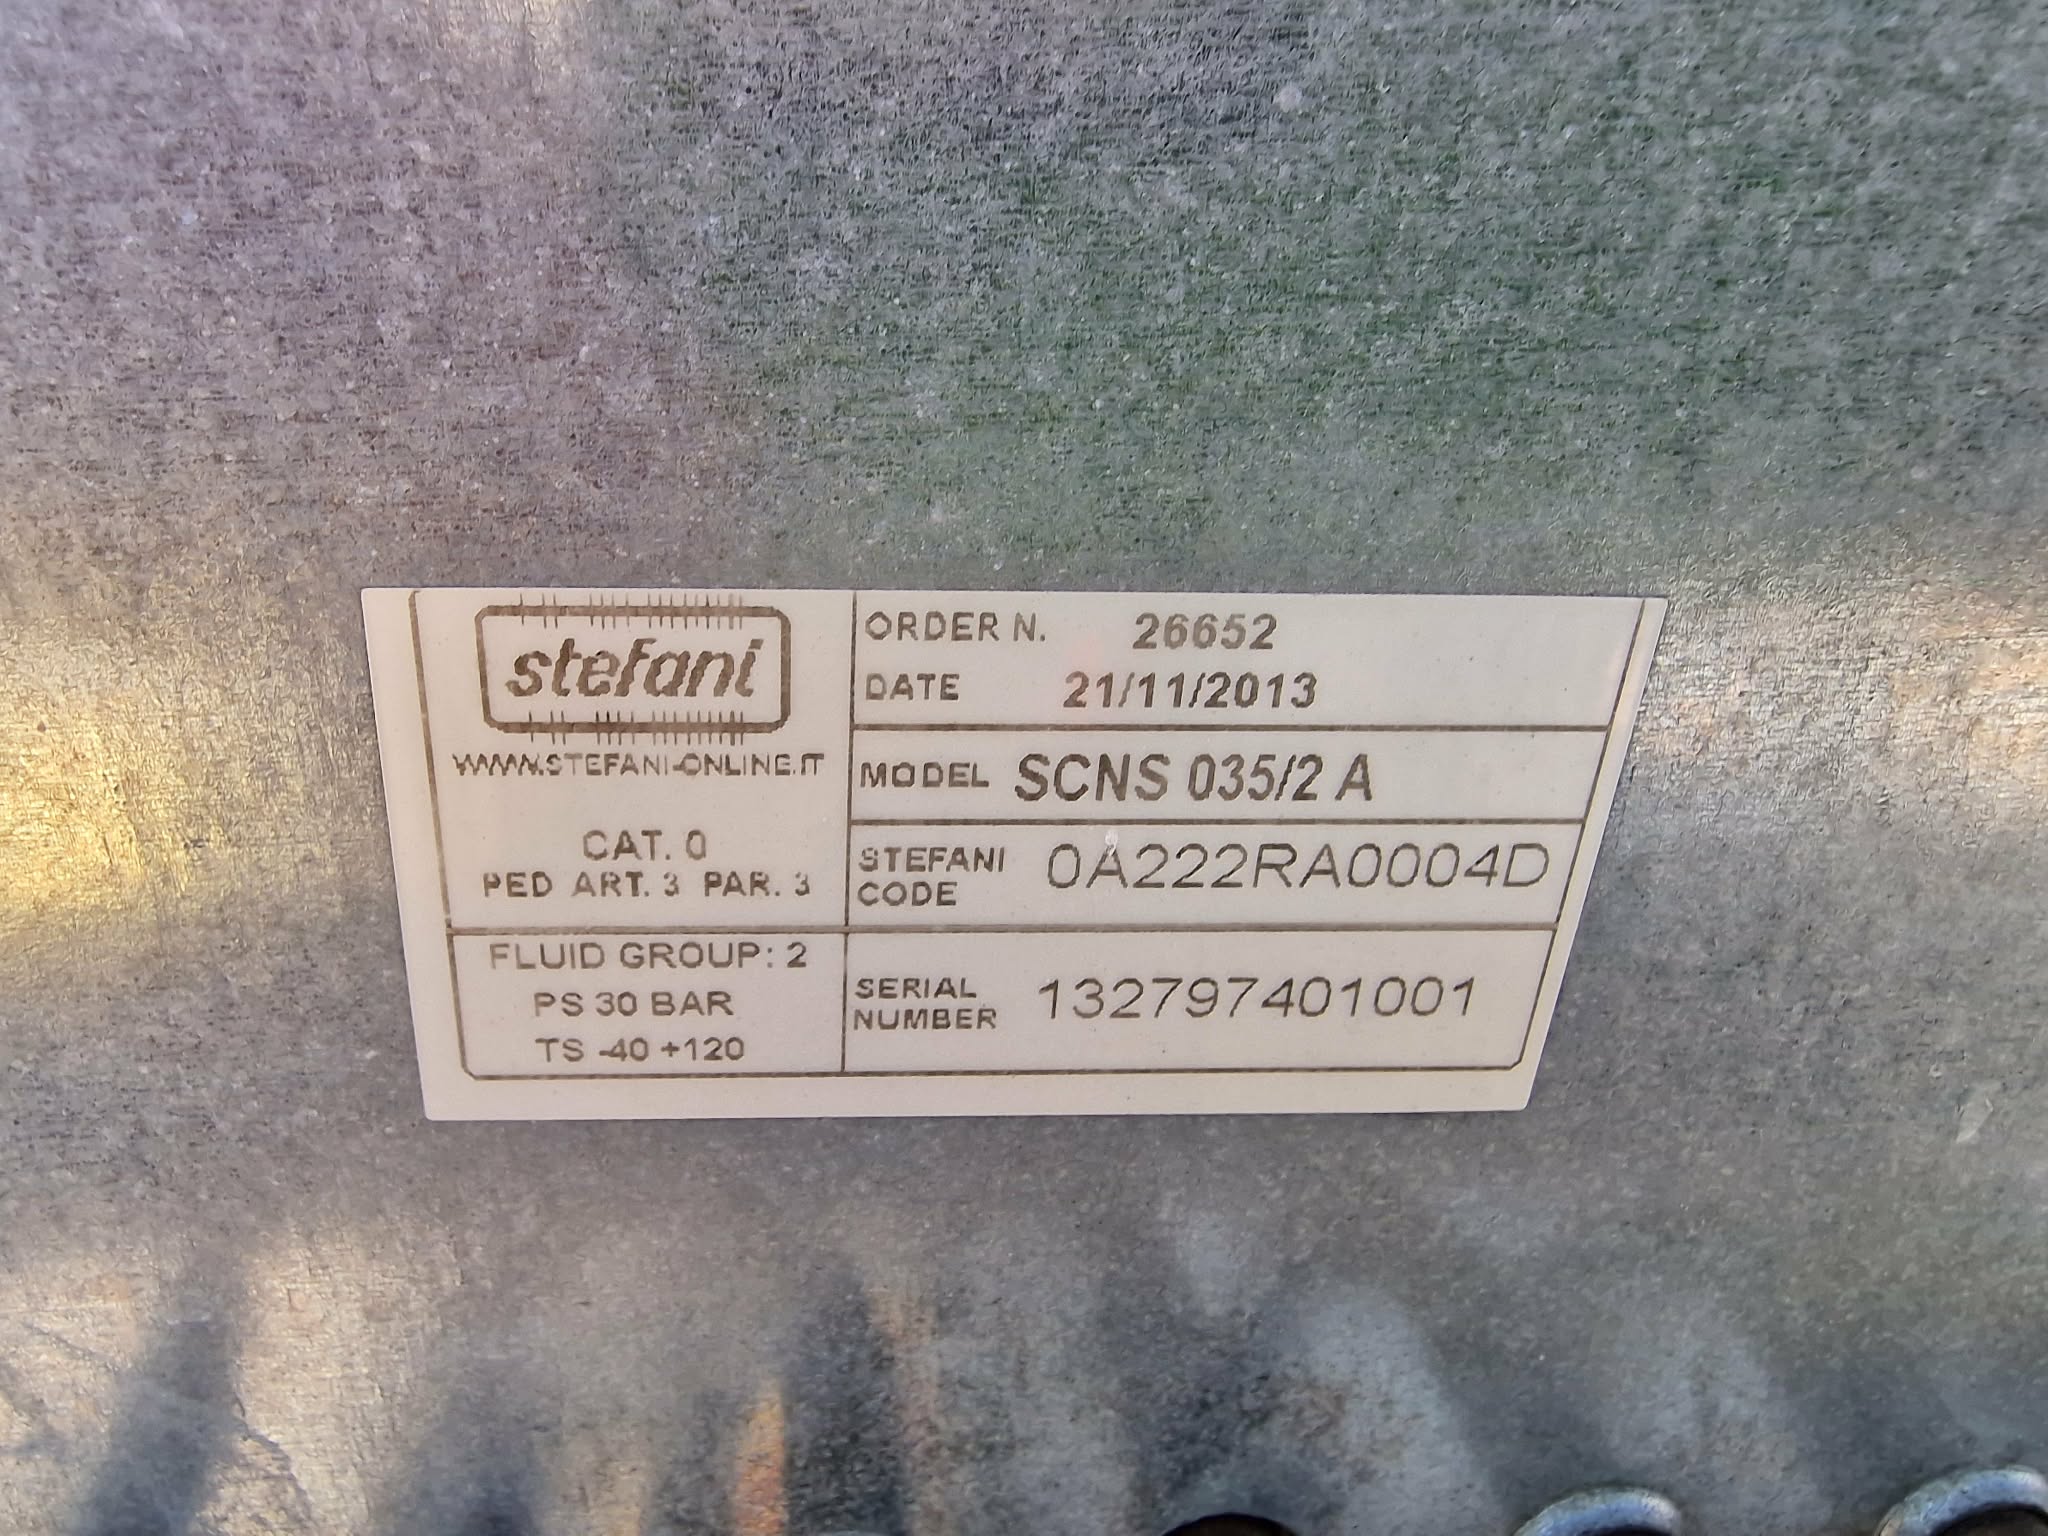 stefani
WWW.STEFANI-ONLINE.IT
CAT. 0
PED ART. 3 PAR. 3
FLUID GROUP: 2
PS 30 BAR
TS -40 +120
ORDER N. 26652
DATE 21/11/2013
MODEL SCNS 035/2 A
STEFANI CODE 0A222RA0004D
SERIAL NUMBER 132797401001